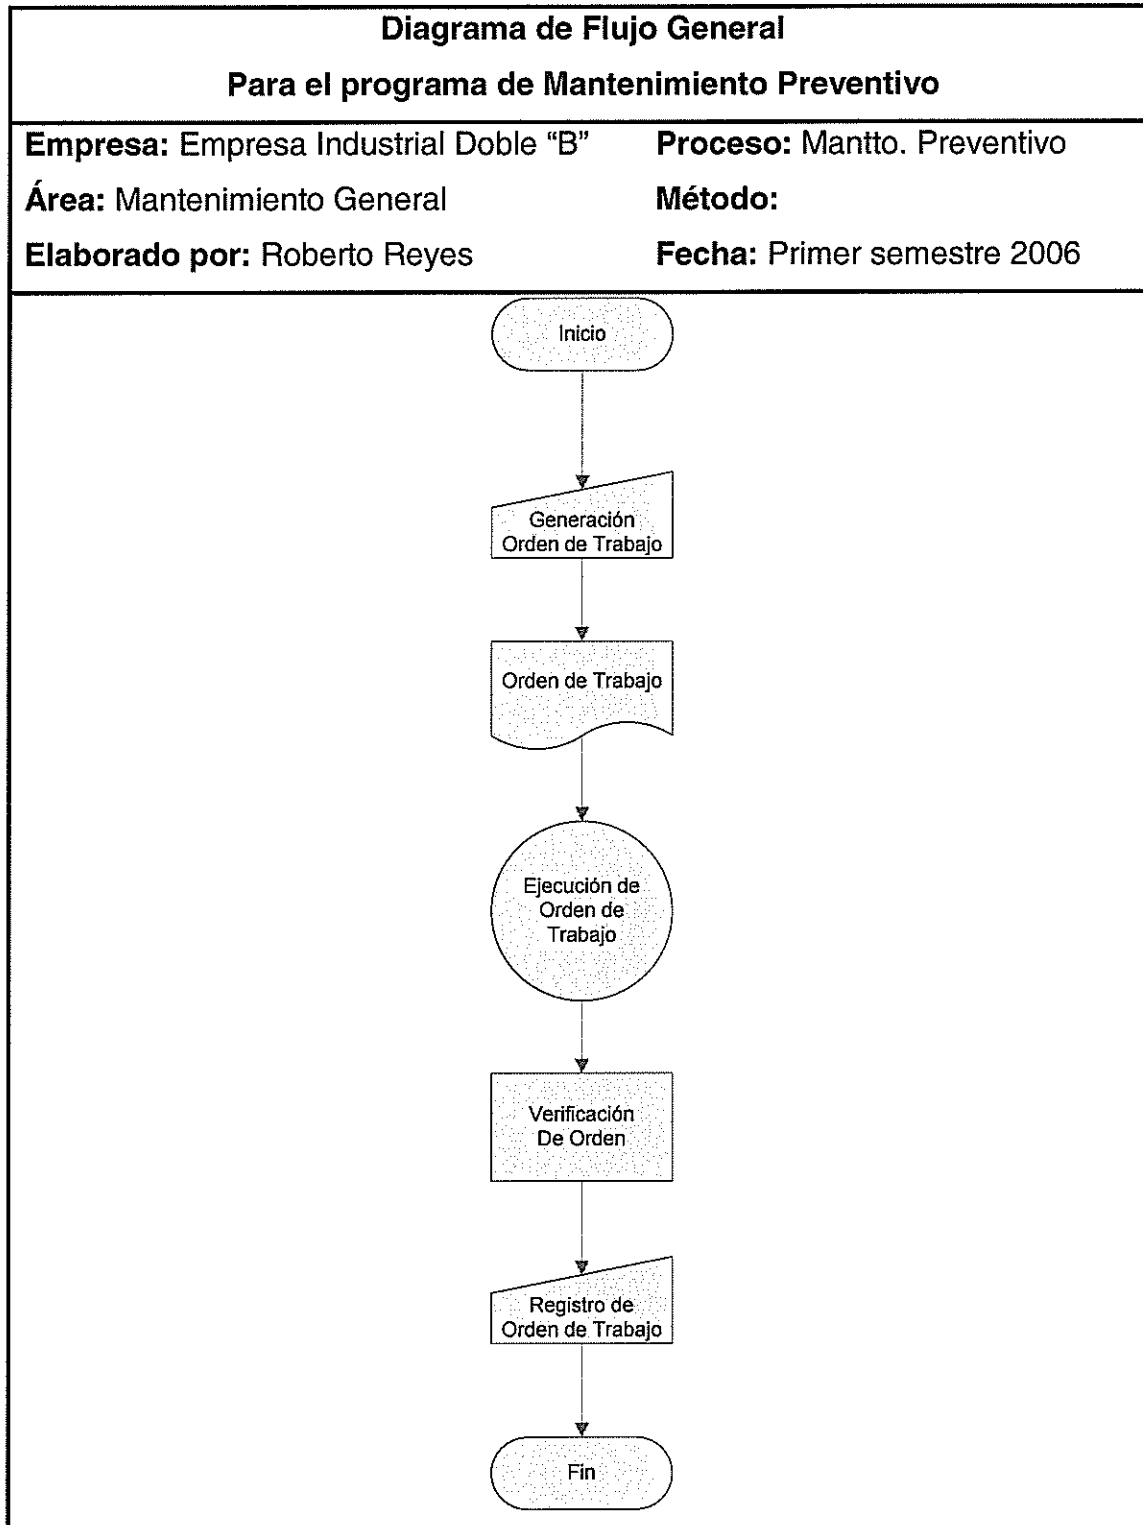 Diagrama de Flujo General
Para el programa de Mantenimiento Preventivo
Empresa: Empresa Industrial Doble “B” Proceso: Mantto. Preventivo
Área: Mantenimiento General Método:
Elaborado por: Roberto Reyes Fecha: Primer semestre 2006
Inicio
Generación
Orden de Trabajo
Orden de Trabajo
Ejecución de
Orden de
Trabajo
Verificación
De Orden
Registro de
Orden de Trabajo
Fin